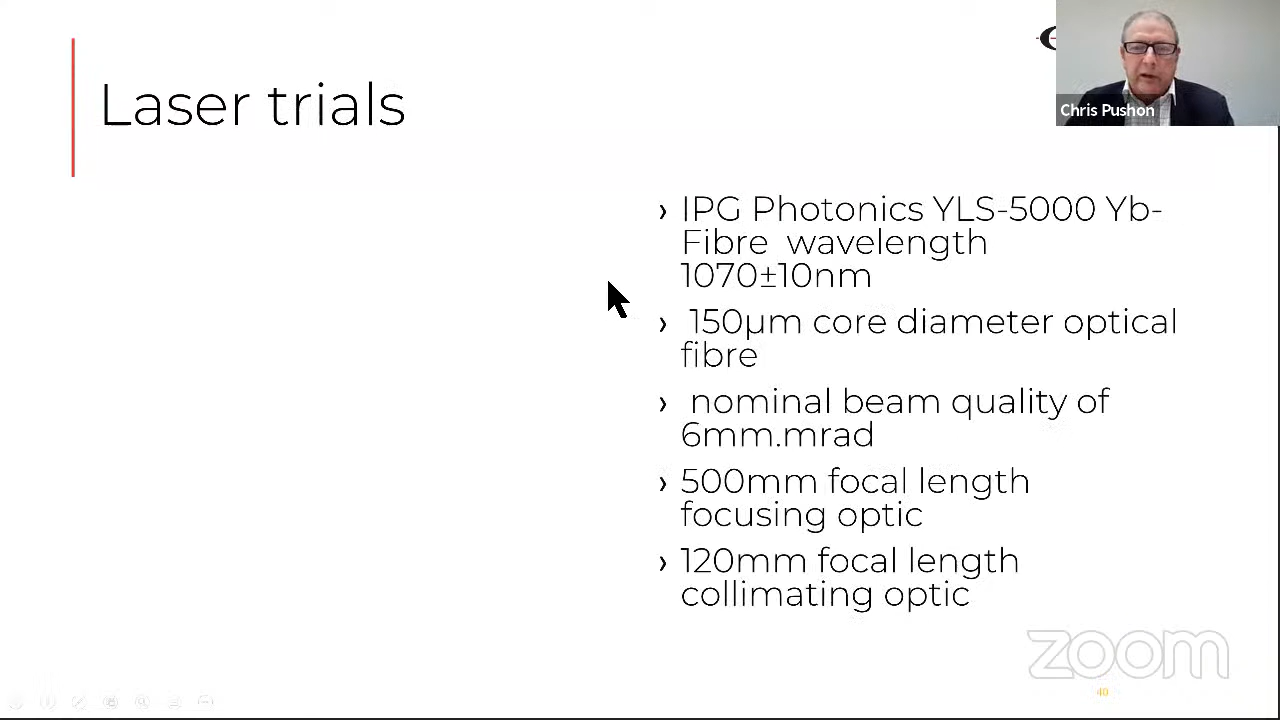 Laser trials
Chris Pushon
› IPG Photonics YLS-5000 Yb-
Fibre wavelength
1070±10nm
› 150µm core diameter optical
fibre
› nominal beam quality of
6mm.mrad
› 500mm focal length
focusing optic
› 120mm focal length
collimating optic
zoom
40